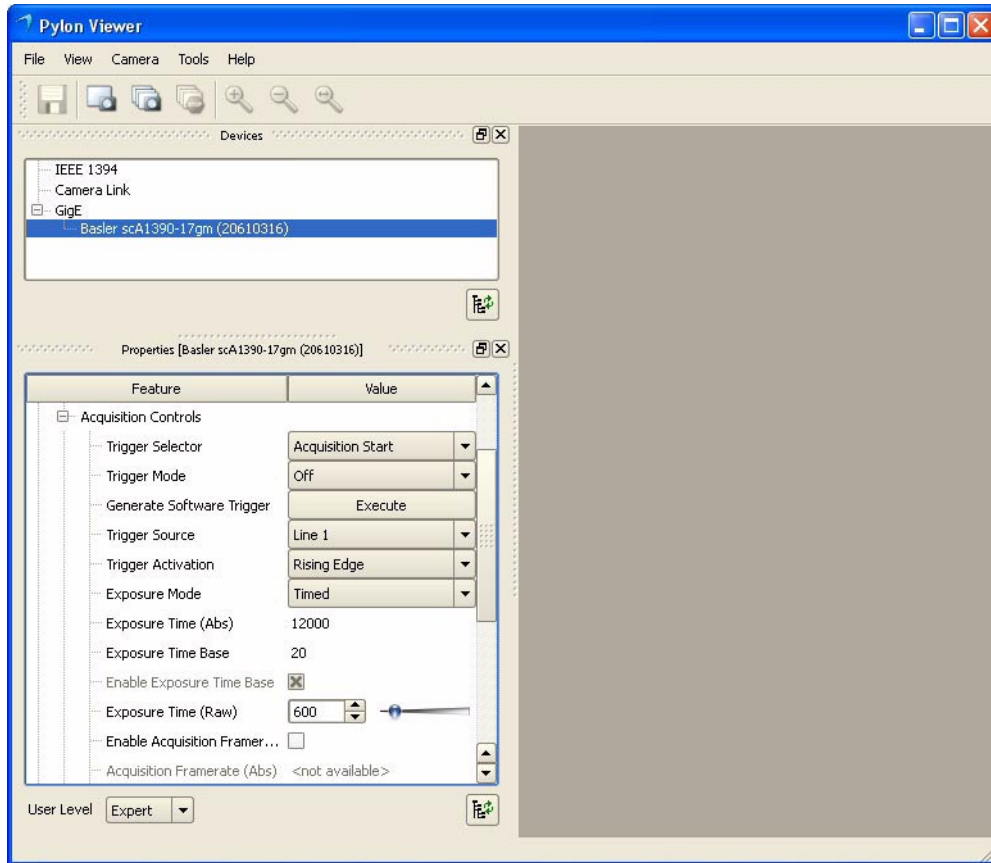 Pylon Viewer
File View Camera Tools Help
Devices
IEEE 1394
Camera Link
GigE
Basler scA1390-17gm (20610316)
Properties [Basler scA1390-17gm (20610316)]
Feature Value
Acquisition Controls
Trigger Selector Acquisition Start
Trigger Mode Off
Generate Software Trigger Execute
Trigger Source Line 1
Trigger Activation Rising Edge
Exposure Mode Timed
Exposure Time (Abs) 12000
Exposure Time Base 20
Enable Exposure Time Base
Exposure Time (Raw) 600
Enable Acquisition Framer...
Acquisition Framerate (Abs) <not available>
User Level Expert